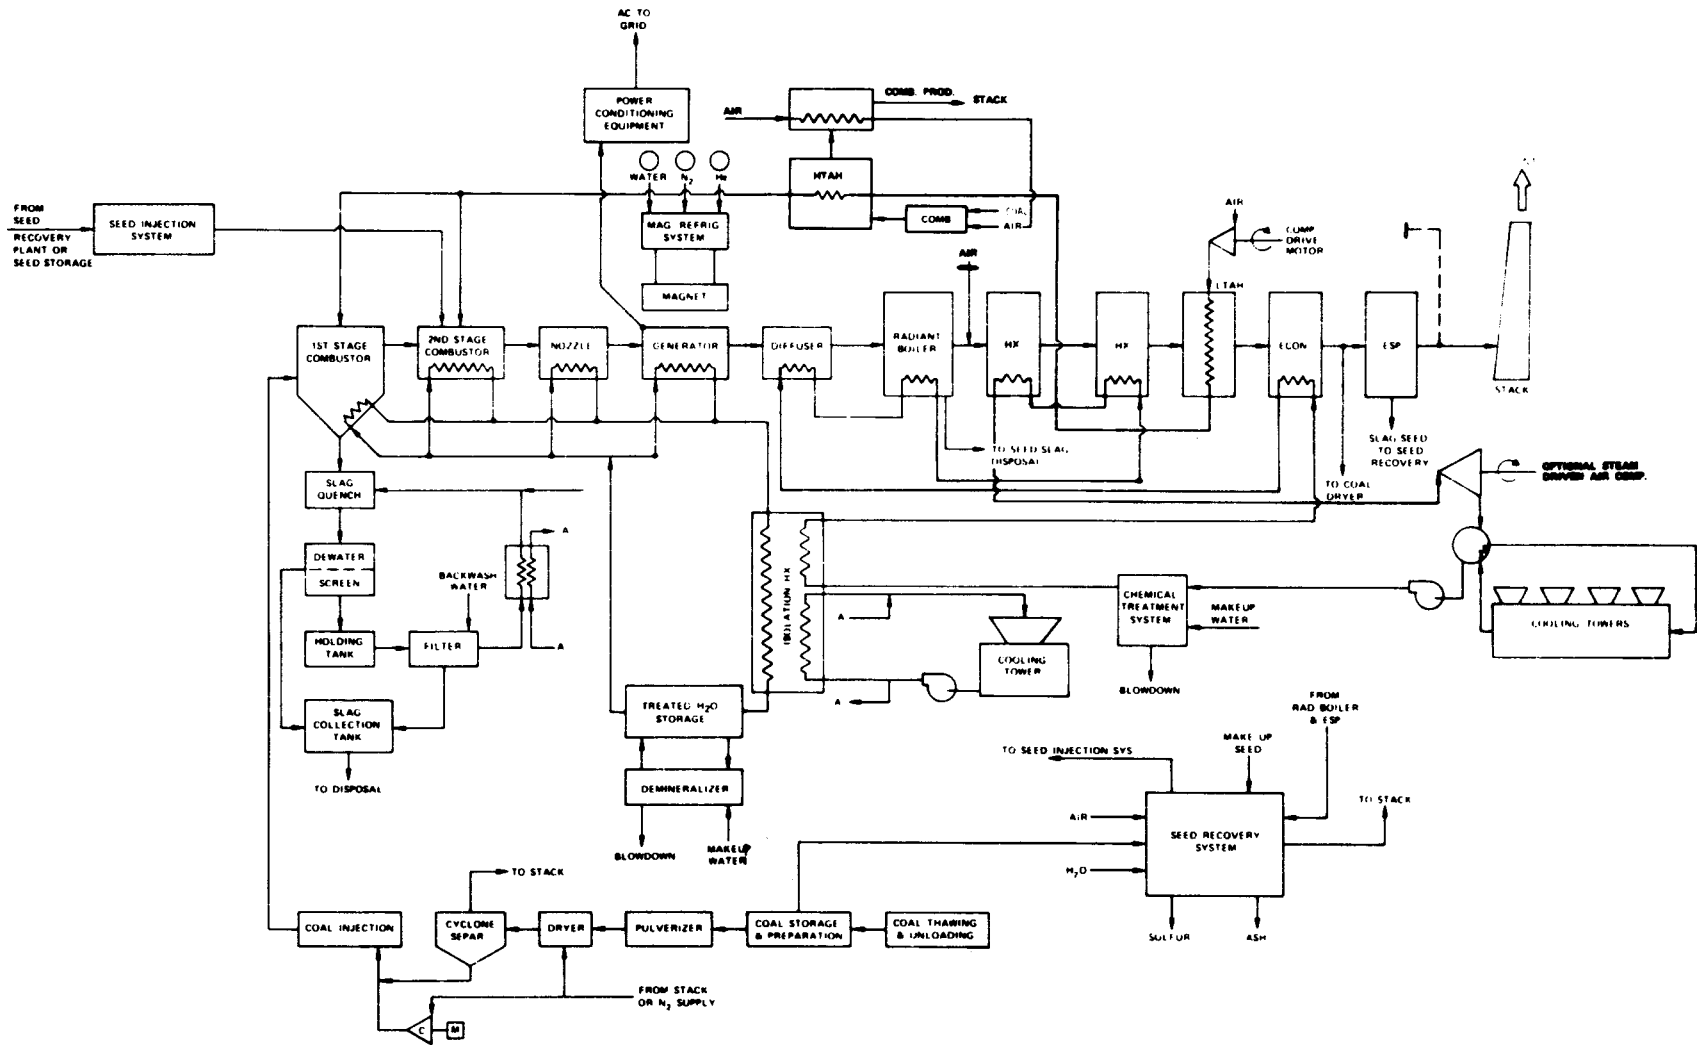 AC TO
GRID
POWER
CONDITIONING
EQUIPMENT
COMB. PROD.
STACK
AIR
WATER
N2
He
HTAH
COMB
COAL
AIR
MAG REFRIG
SYSTEM
MAGNET
FROM
SEED
RECOVERY
PLANT OR
SEED STORAGE
SEED INJECTION
SYSTEM
AIR
COMP
DRIVE
MOTOR
LTAH
AIR
1ST STAGE
COMBUSTOR
2ND STAGE
COMBUSTOR
NOZZLE
GENERATOR
DIFFUSER
RADIANT
BOILER
HX
HX
ECON
ESP
STACK
TO SEED SLAG
DISPOSAL
TO COAL
DRYER
SLAG SEED
TO SEED
RECOVERY
OPTIONAL STEAM
DRIVEN AIR COMP.
SLAG
QUENCH
DEWATER
SCREEN
BACKWASH
WATER
A
A
HOLDING
TANK
FILTER
SLAG
COLLECTION
TANK
TO DISPOSAL
ISOLATION HX
A
A
COOLING
TOWER
CHEMICAL
TREATMENT
SYSTEM
MAKEUP
WATER
BLOWDOWN
COOLING TOWERS
TREATED H2O
STORAGE
DEMINERALIZER
BLOWDOWN
MAKEUP
WATER
FROM
RAD BOILER
& ESP
MAKE UP
SEED
TO SEED INJECTION SYS
TO STACK
AIR
SEED RECOVERY
SYSTEM
H2O
SULFUR
ASH
TO STACK
COAL INJECTION
CYCLONE
SEPAR
DRYER
PULVERIZER
COAL STORAGE
& PREPARATION
COAL THAWING
& UNLOADING
FROM STACK
OR N2 SUPPLY
C
M